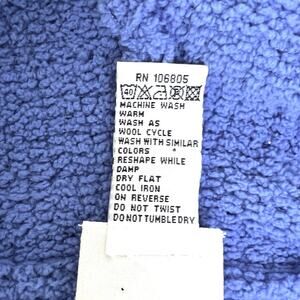 RN 106805
40 P
MACHINE WASH
WARM
WASH AS
WOOL CYCLE
WASH WITH SIMILAR
COLORS
RESHAPE WHILE
DAMP
DRY FLAT
COOL IRON
ON REVERSE
DO NOT TWIST
DO NOT TUMBLE DRY